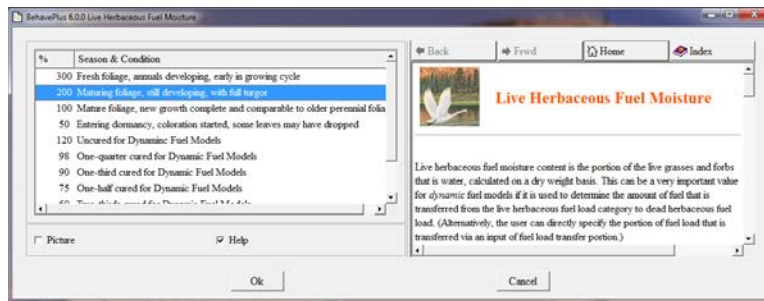 BehavePlus 6.0.0 Live Herbaceous Fuel Moisture
% Season & Condition
300 Fresh foliage, annuals developing, early in growing cycle
200 Maturing foliage, still developing, with full turgor
100 Mature foliage, new growth complete and comparable to older perennial folia
50 Entering dormancy, coloration started, some leaves may have dropped
120 Uncured for Dynaminc Fuel Models
98 One-quarter cured for Dynamic Fuel Models
90 One-third cured for Dynamic Fuel Models
75 One-half cured for Dynamic Fuel Models
60 Two-thirds cured for Dynamic Fuel Models
Picture
Help
Back
Frwd
Home
Index
Live Herbaceous Fuel Moisture
Live herbaceous fuel moisture content is the portion of the live grasses and forbs
that is water, calculated on a dry weight basis. This can be a very important value
for dynamic fuel models if it is used to determine the amount of fuel that is
transferred from the live herbaceous fuel load category to dead herbaceous fuel
load. (Alternatively, the user can directly specify the portion of fuel load that is
transferred via an input of fuel load transfer portion.)
Ok
Cancel